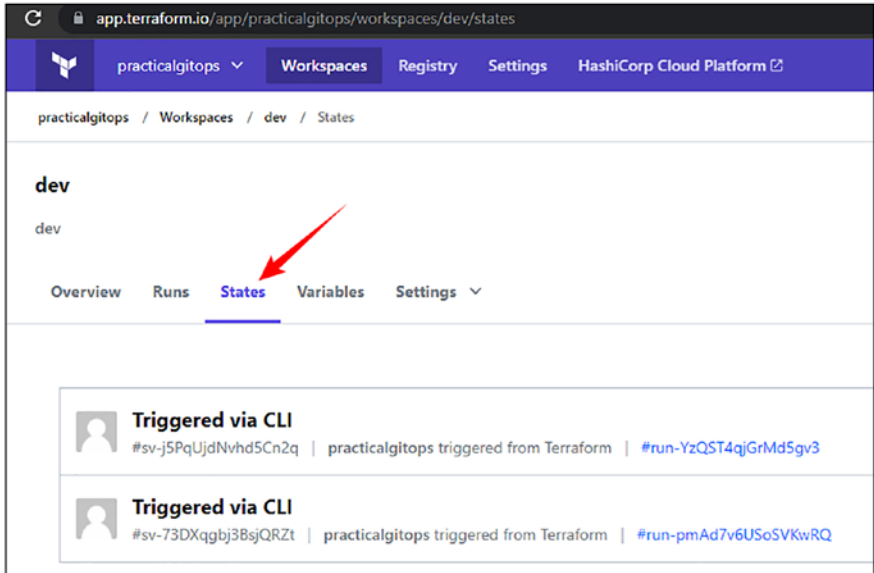 app.terraform.io/app/practicalgitops/workspaces/dev/states
practicalgitops Workspaces Registry Settings HashiCorp Cloud Platform
practicalgitops / Workspaces / dev / States
dev
dev
Overview Runs States Variables Settings
Triggered via CLI
#sv-j5PqUjdNvhd5Cn2q | practicalgitops triggered from Terraform | #run-YzQST4qjGrMd5gv3
Triggered via CLI
#sv-73DXqgbj3BsjQRZt | practicalgitops triggered from Terraform | #run-pmAd7v6USoSVKwRQ